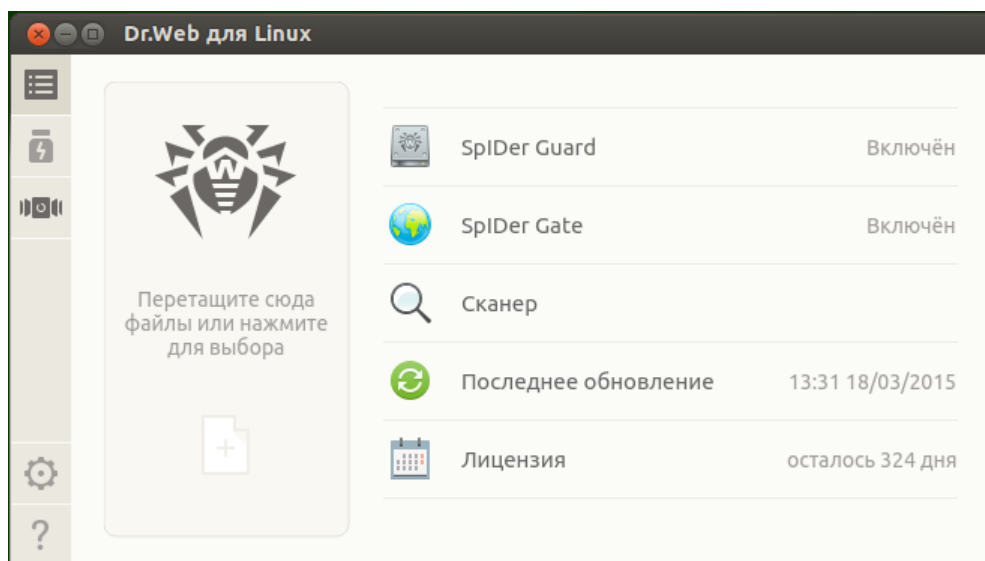 Dr.Web для Linux
Перетащите сюда
файлы или нажмите
для выбора
SpIDer Guard Включён
SpIDer Gate Включён
Сканер
Последнее обновление 13:31 18/03/2015
Лицензия осталось 324 дня
?